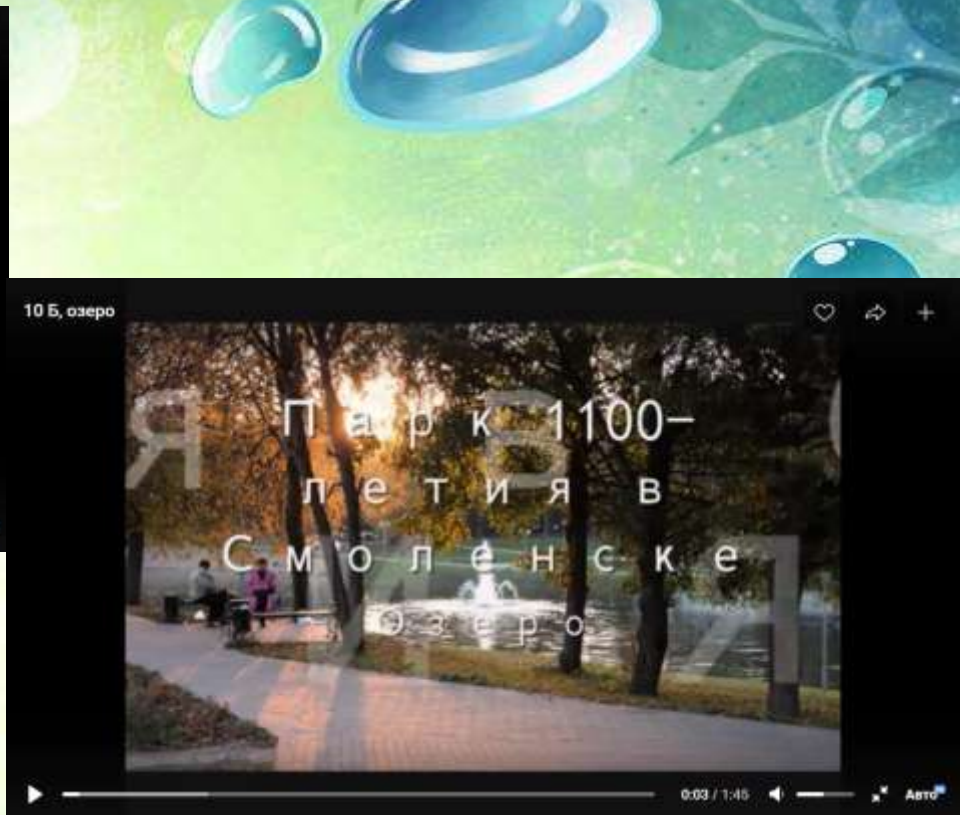 10 Б, озеро
Парк 1100–
летия в
Смоленске
Озеро
0:03 / 1:45
Авто